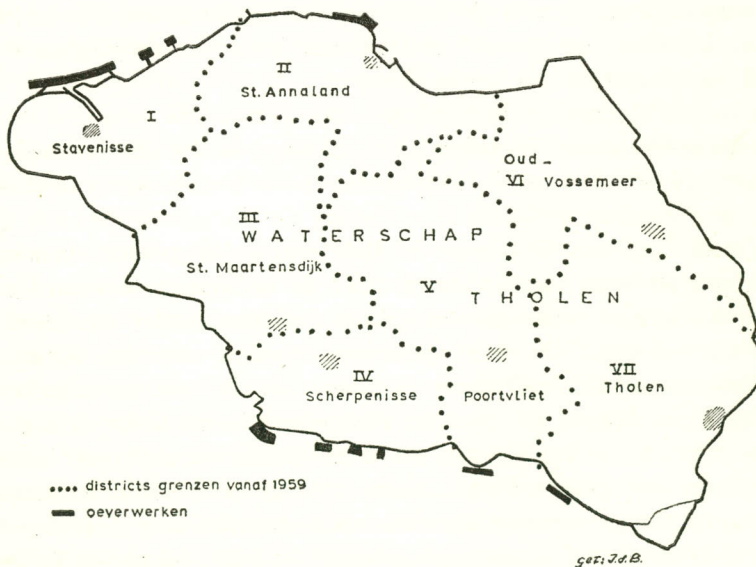 II
St. Annaland
I
Stavenisse
Oud-
VI Vossemeer
III
WATERSCHAP
St. Maartensdijk
V
THOLEN
VII
Tholen
IV
Scherpenisse
Poortvliet
districts grenzen vanaf 1959
oeverwerken
get: J.d.B.